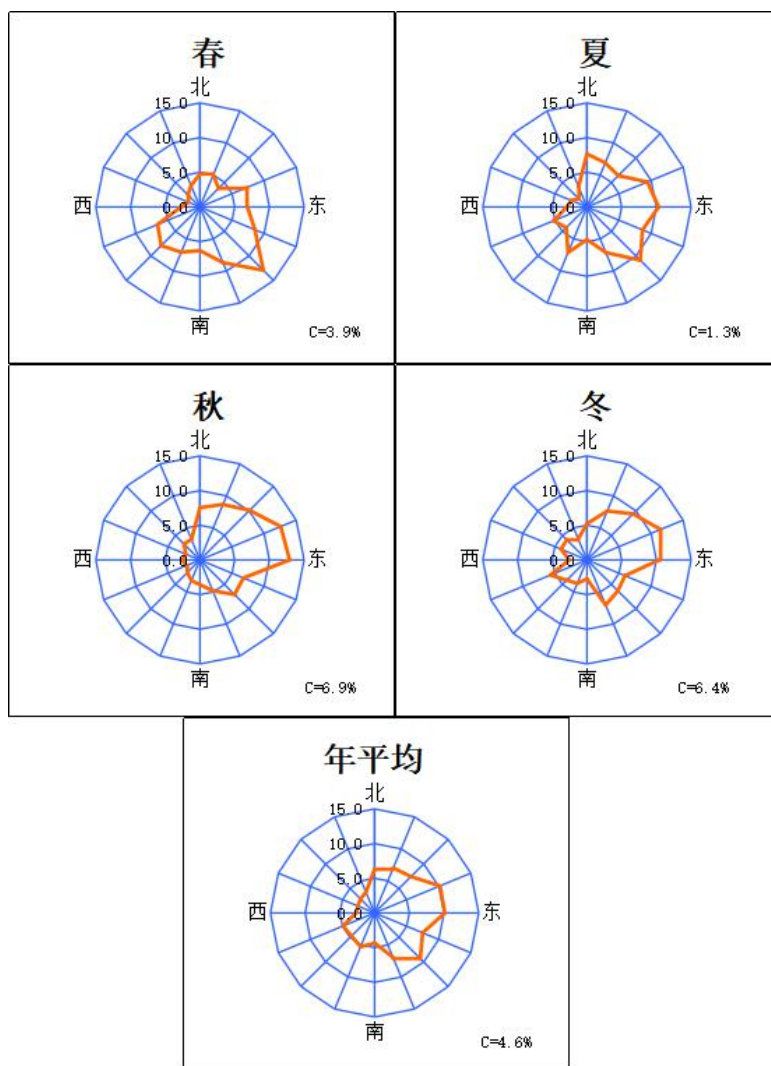 春
北
15.0
10.0
5.0
西 0.0 东
南
C=3.9%
夏
北
15.0
10.0
5.0
西 0.0 东
南
C=1.3%
秋
北
15.0
10.0
5.0
西 0.0 东
南
C=6.9%
冬
北
15.0
10.0
5.0
西 0.0 东
南
C=6.4%
年平均
北
15.0
10.0
5.0
西 0.0 东
南
C=4.6%